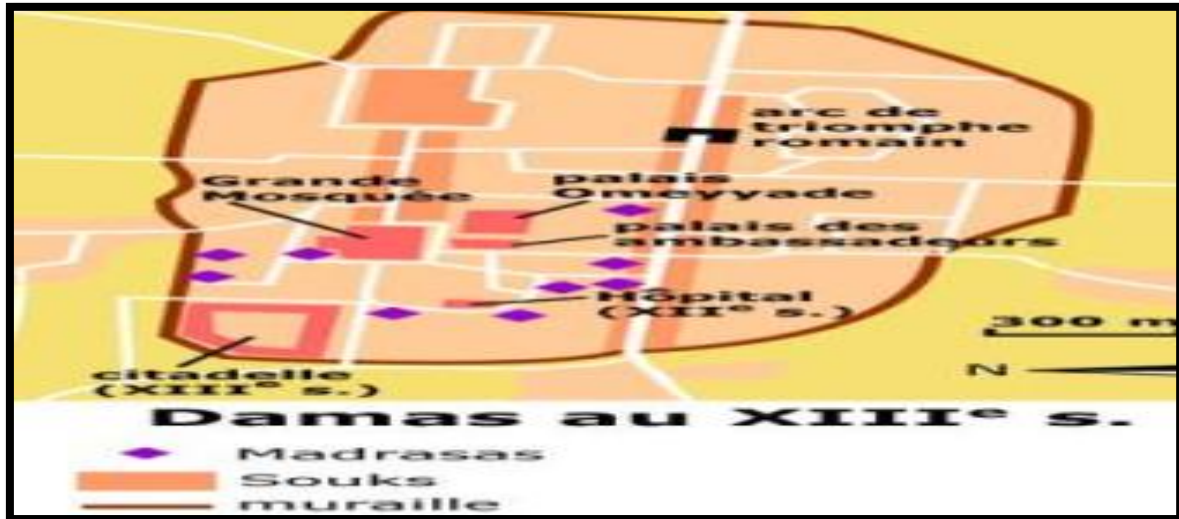 arc de
triomphe
romain
Grande
Mosquée
palais
Omeyyade
palais des
ambassadeurs
Hôpital
(XIIᵉ s.)
300 m
N
citadelle
(XIIIᵉ s.)
Damas au XIIIᵉ s.
Madrasas
Souks
muraille